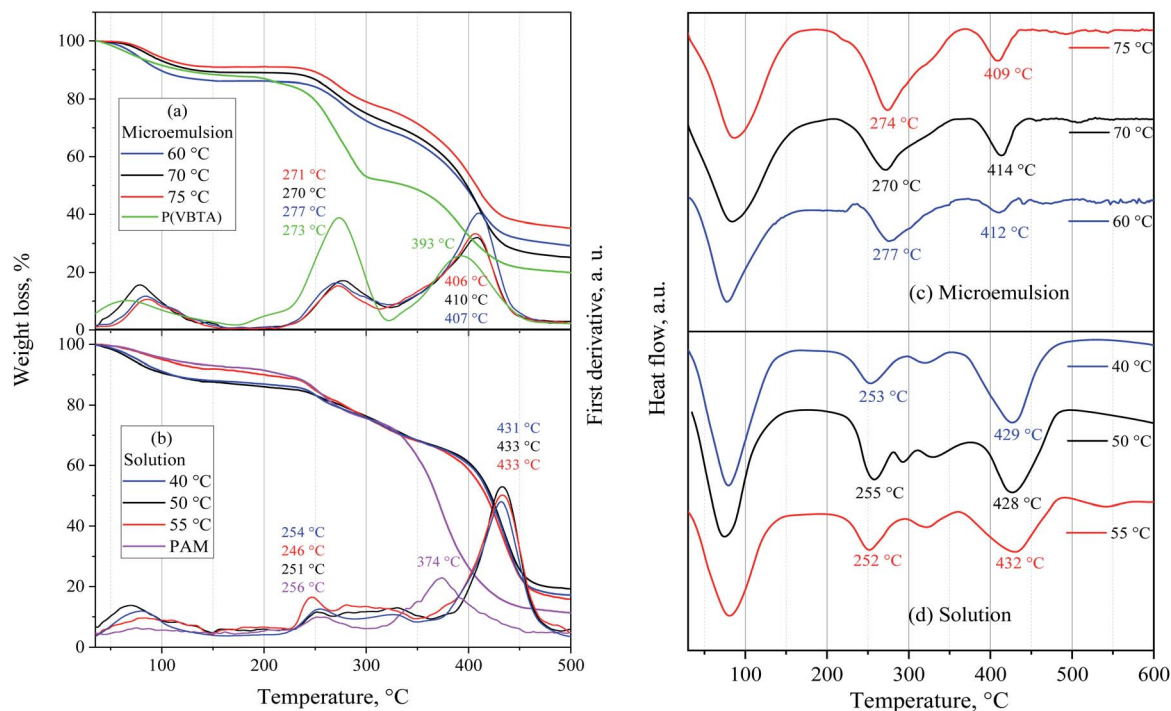 Weight loss, %
100
80
60
40
20
0
(a)
Microemulsion
60 °C
70 °C
75 °C
P(VBTA)
271 °C
270 °C
277 °C
273 °C
393 °C
406 °C
410 °C
407 °C
First derivative, a. u.
100
80
60
40
20
0
(b)
Solution
40 °C
50 °C
55 °C
PAM
254 °C
246 °C
251 °C
256 °C
374 °C
431 °C
433 °C
433 °C
100
200
300
400
500
Temperature, °C
Heat flow, a.u.
75 °C
274 °C
409 °C
70 °C
270 °C
414 °C
60 °C
277 °C
412 °C
(c) Microemulsion
40 °C
253 °C
429 °C
50 °C
255 °C
428 °C
55 °C
252 °C
432 °C
(d) Solution
100
200
300
400
500
600
Temperature, °C